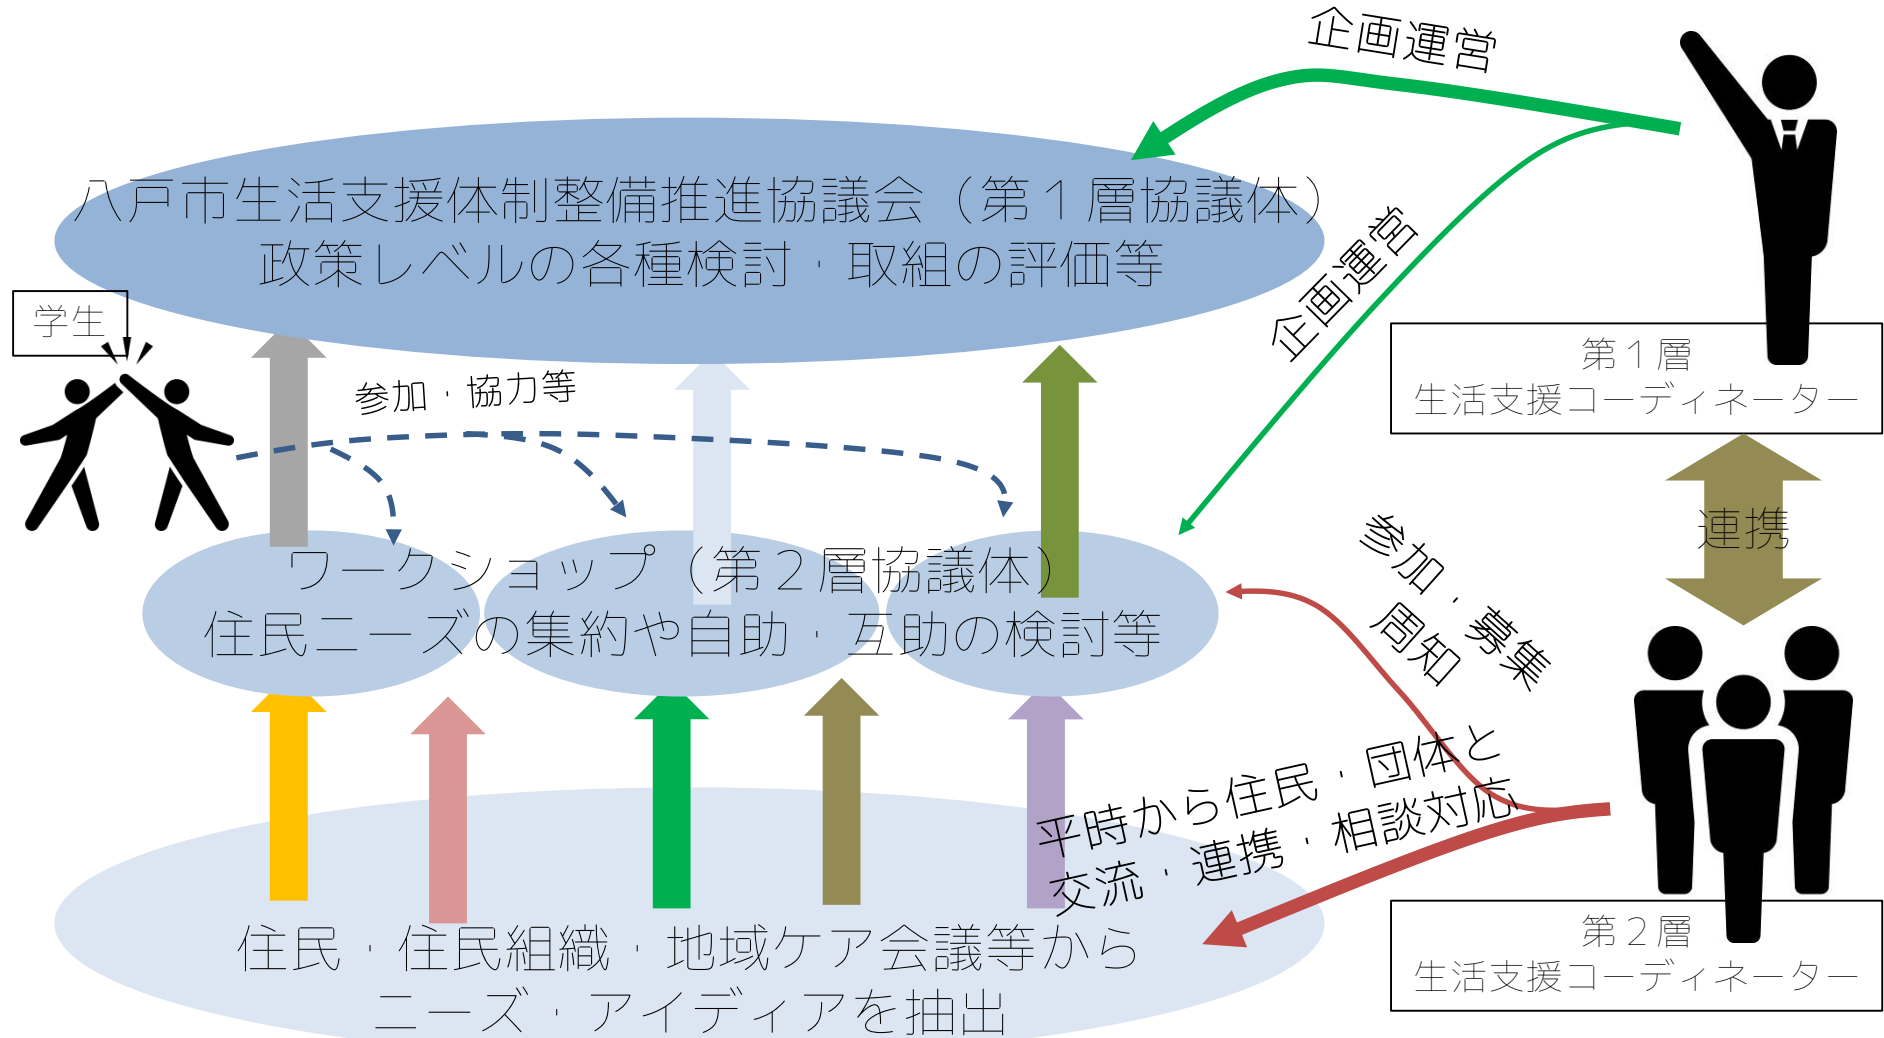 企画運営
八戸市生活支援体制整備推進協議会（第１層協議体）
政策レベルの各種検討・取組の評価等
企画運営
学生
参加・協力等
第１層
生活支援コーディネーター
連携
ワークショップ（第２層協議体）
住民ニーズの集約や自助・互助の検討等
参加・募集
周知
平時から住民・団体と
交流・連携・相談対応
住民・住民組織・地域ケア会議等から
ニーズ・アイディアを抽出
第２層
生活支援コーディネーター